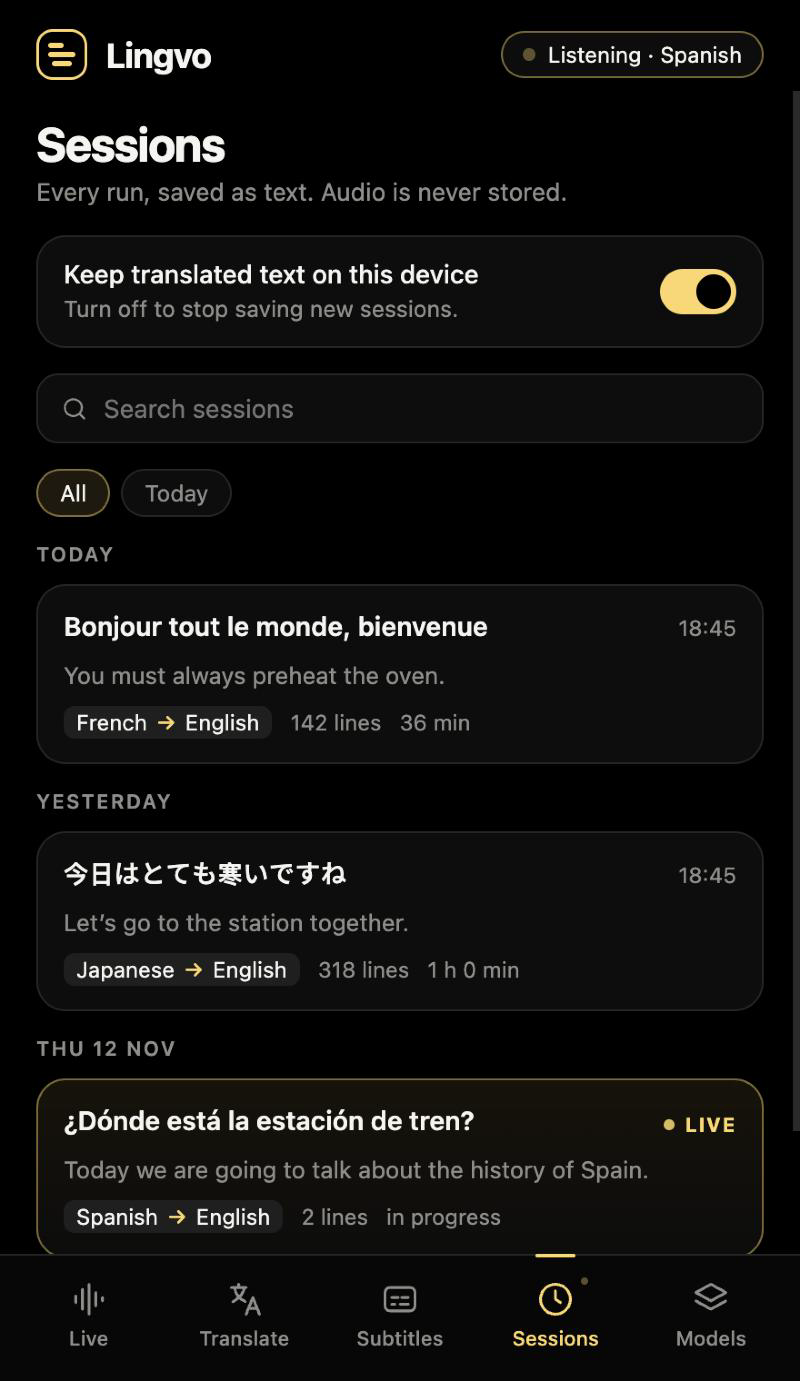 Lingvo
Listening · Spanish
Sessions
Every run, saved as text. Audio is never stored.
Keep translated text on this device
Turn off to stop saving new sessions.
Search sessions
All
Today
TODAY
Bonjour tout le monde, bienvenue
18:45
You must always preheat the oven.
French → English 142 lines 36 min
YESTERDAY
今日はとても寒いですね
18:45
Let’s go to the station together.
Japanese → English 318 lines 1 h 0 min
THU 12 NOV
¿Dónde está la estación de tren?
LIVE
Today we are going to talk about the history of Spain.
Spanish → English 2 lines in progress
Live
Translate
Subtitles
Sessions
Models